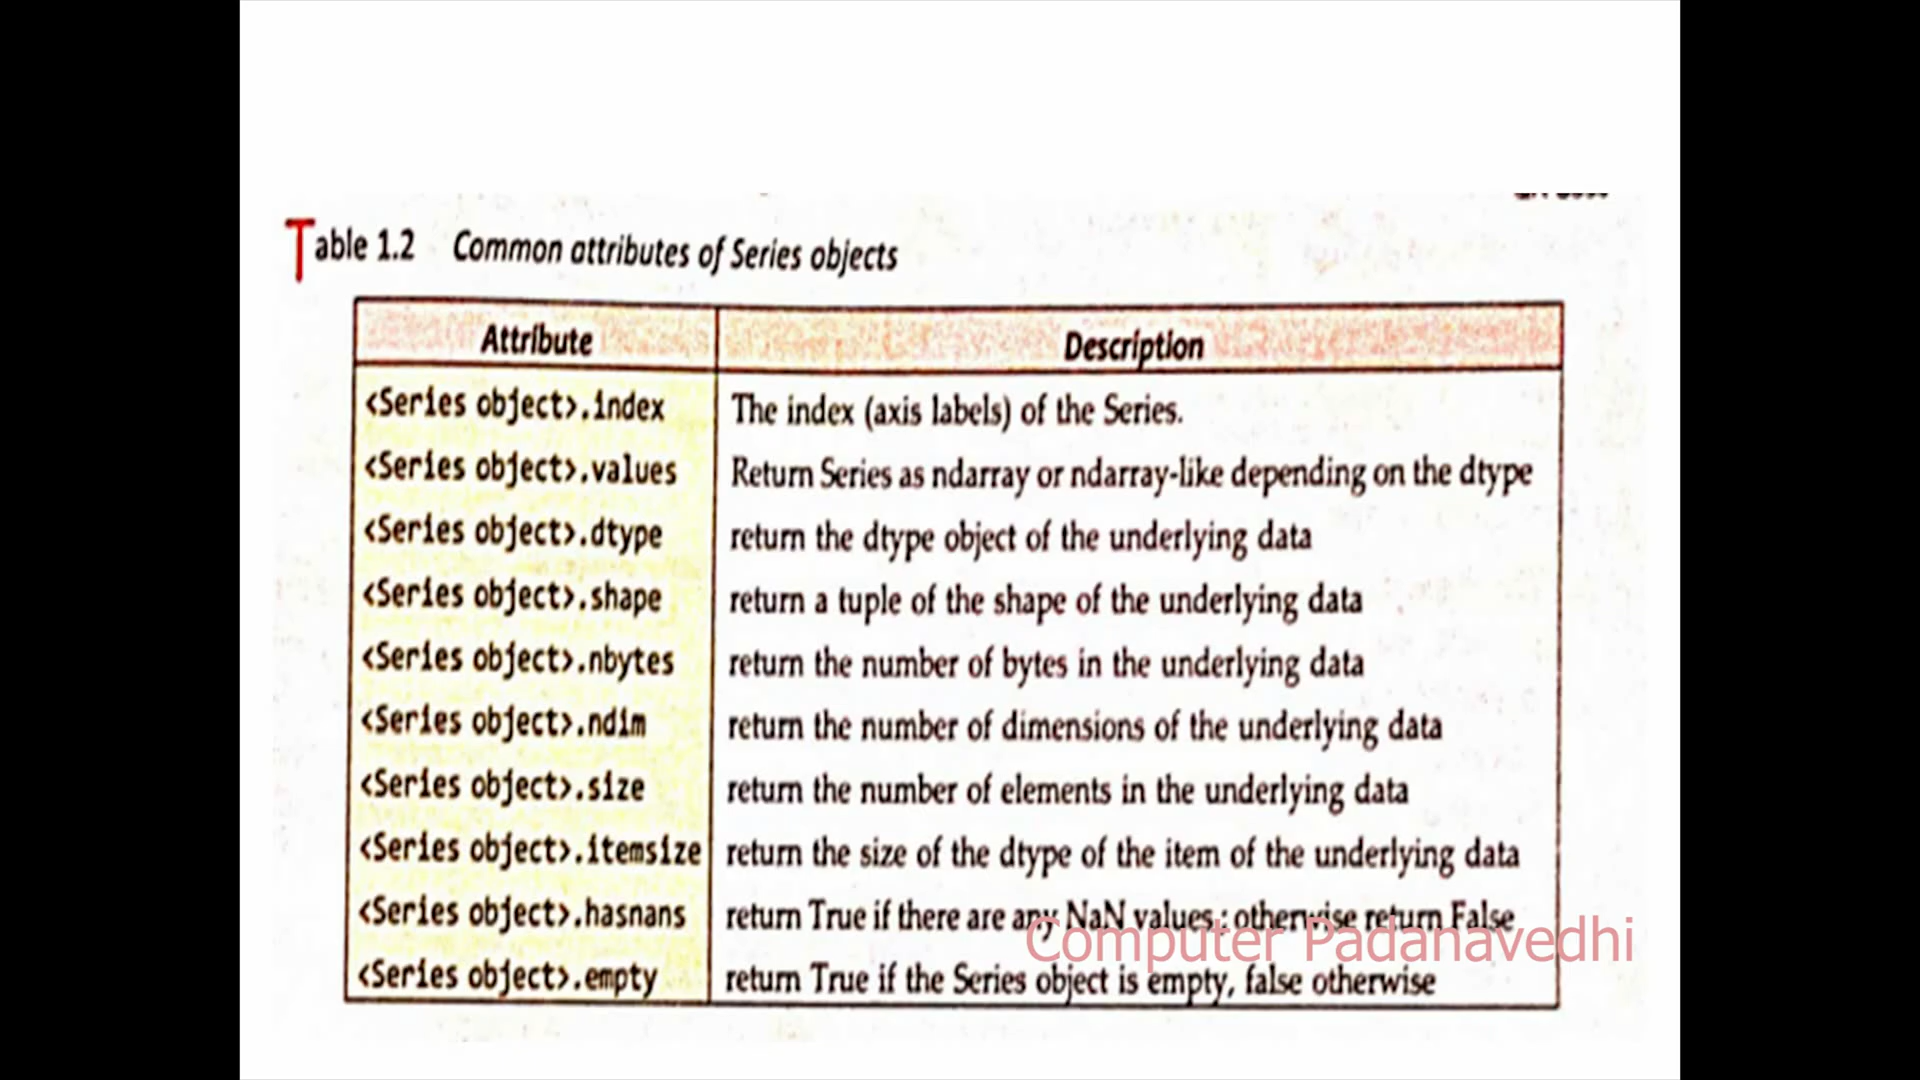 Table 1.2 Common attributes of Series objects
Attribute Description
<Series object>.index The index (axis labels) of the Series.
<Series object>.values Return Series as ndarray or ndarray-like depending on the dtype
<Series object>.dtype return the dtype object of the underlying data
<Series object>.shape return a tuple of the shape of the underlying data
<Series object>.nbytes return the number of bytes in the underlying data
<Series object>.ndim return the number of dimensions of the underlying data
<Series object>.size return the number of elements in the underlying data
<Series object>.itemsize return the size of the dtype of the item of the underlying data
<Series object>.hasnans return True if there are any NaN values ; otherwise return False
Computer Padanavedhi
<Series object>.empty return True if the Series object is empty, false otherwise